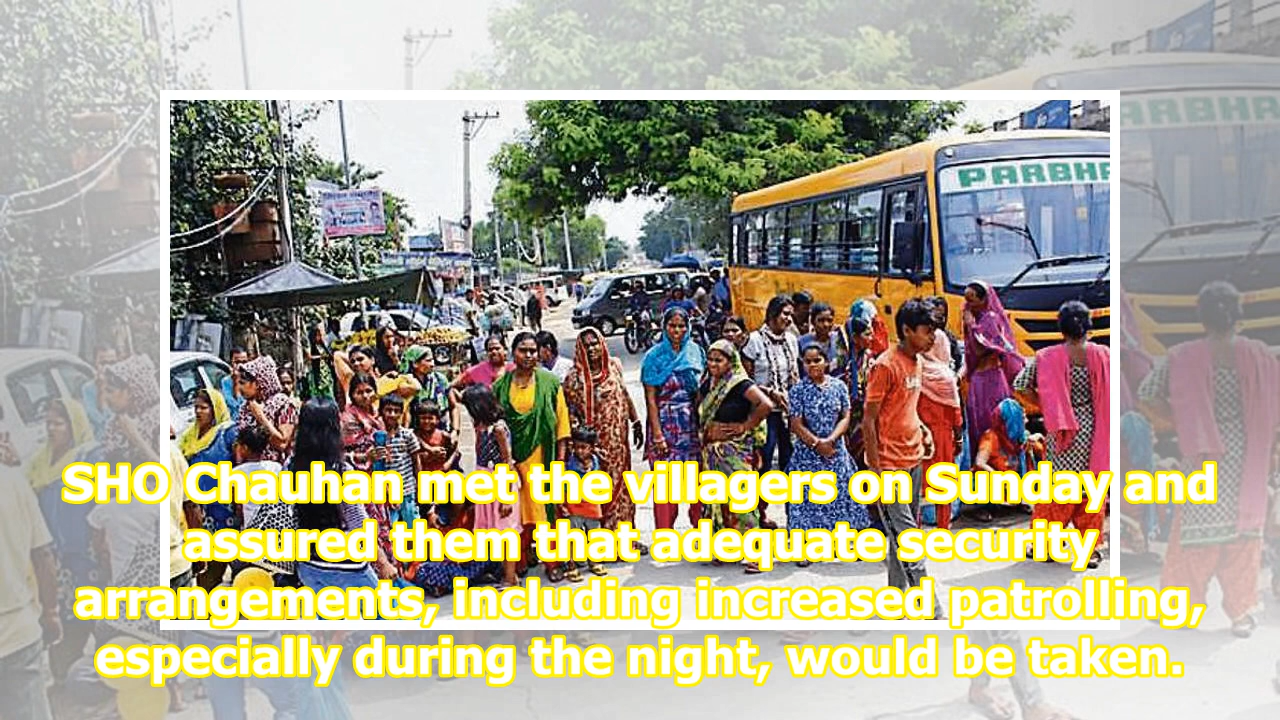 PARBHA
SHO Chauhan met the villagers on Sunday and
assured them that adequate security
arrangements, including increased patrolling,
especially during the night, would be taken.